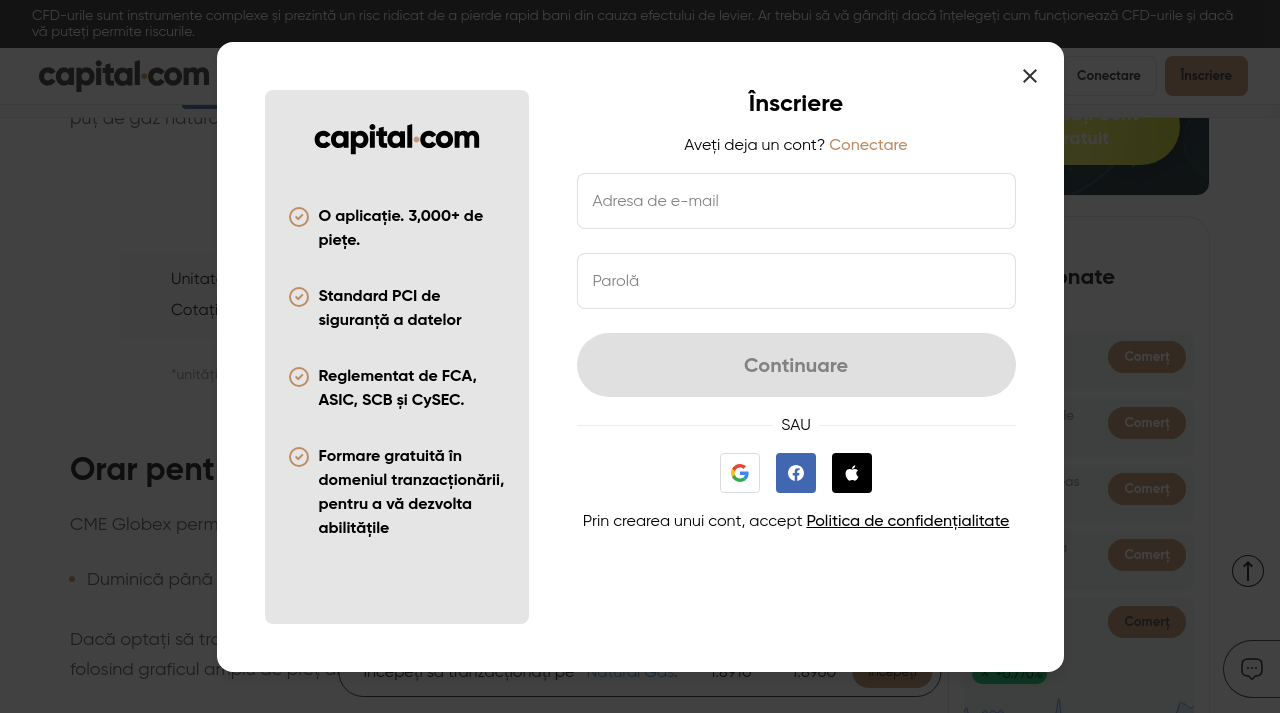 CFD-urile sunt instrumente complexe și prezintă un risc ridicat de a pierde rapid bani din cauza efectului de levier. Ar trebui să vă gândiți dacă înțelegeți cum funcționează CFD-urile și dacă
vă puteți permite riscurile.
capital.com
Conectare
Înscriere
puț de gaz
Unitate
*unități
Orar pent
CME Globex perm
Duminică până
Dacă optați să
folosind graficul amplu de preț
Începeți să tranzacționați pe Natural Gas.
1.8910
1.8960
Începeți
capital.com
O aplicație. 3,000+ de
piețe.
Standard PCI de
siguranță a datelor
Reglementat de FCA,
ASIC, SCB și CySEC.
Formare gratuită în
domeniul tranzacționării,
pentru a vă dezvolta
abilitățile
Înscriere
Aveți deja un cont? Conectare
Adresa de e-mail
Parolă
Continuare
SAU
Prin crearea unui cont, accept Politica de confidențialitate
Comerț
Comerț
Comerț
Comerț
Comerț